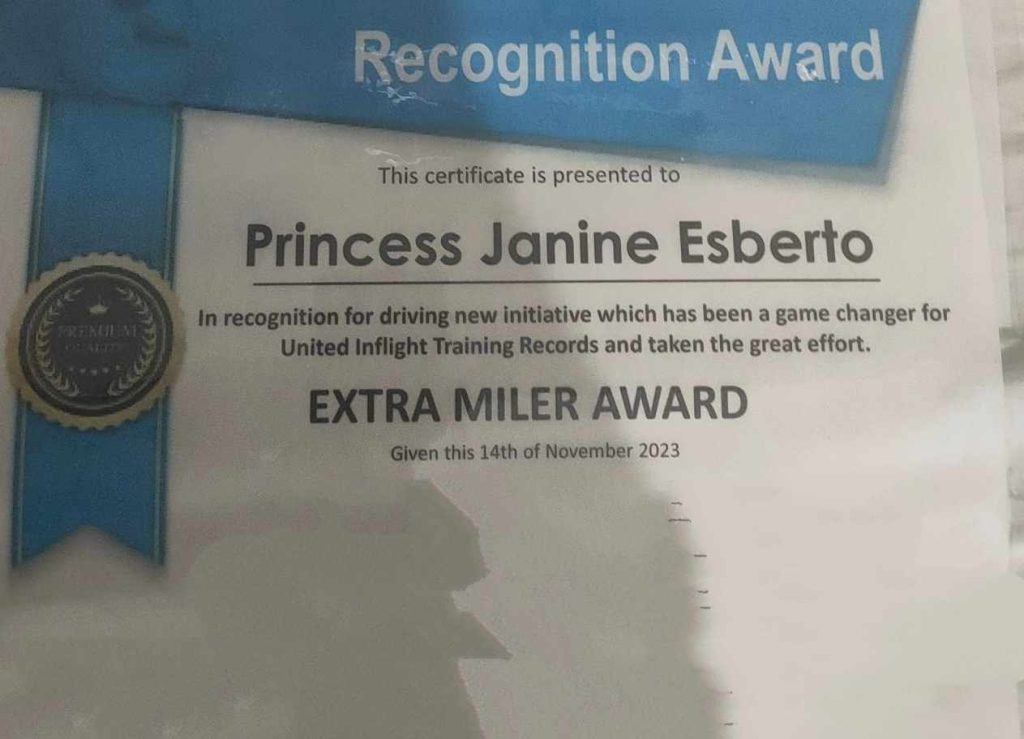 Recognition Award
This certificate is presented to
Princess Janine Esberto
In recognition for driving new initiative which has been a game changer for
United Inflight Training Records and taken the great effort.
EXTRA MILER AWARD
Given this 14th of November 2023
PREMIUM
QUALITY